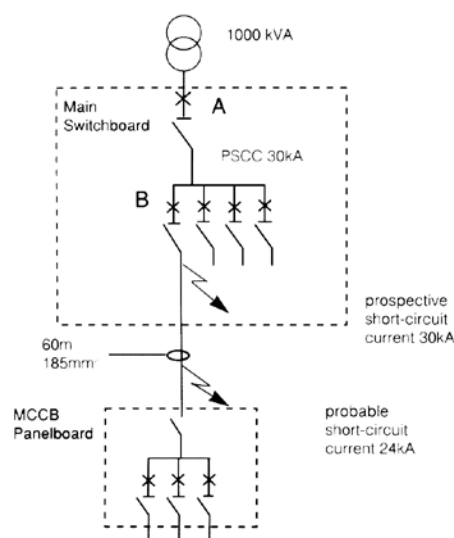 1000 kVA
Main
Switchboard
A
PSCC 30kA
B
prospective
short-circuit
current 30kA
60m
185mm
MCCB
Panelboard
probable
short-circuit
current 24kA